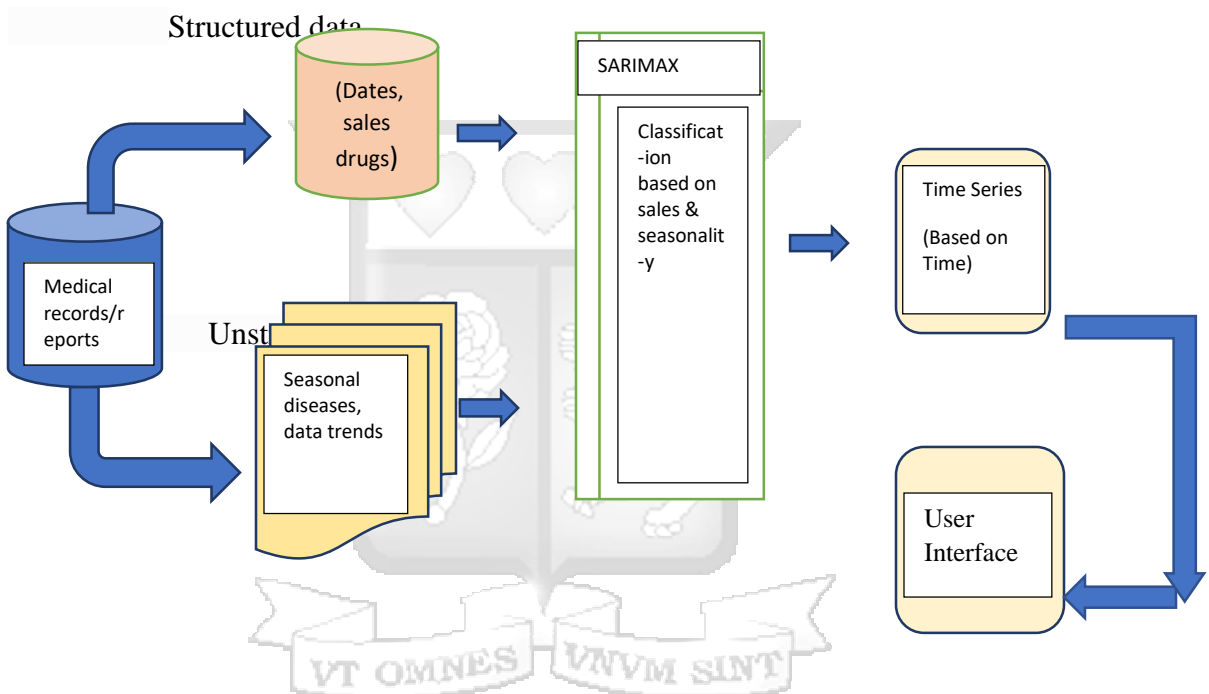 Structured data
(Dates,
sales
drugs)
SARIMAX
Classificat
-ion
based on
sales &
seasonalit
-y
Time Series
(Based on
Time)
Medical
records/r
eports
Unst
Seasonal
diseases,
data trends
User
Interface
VT OMNES VNVM SINT